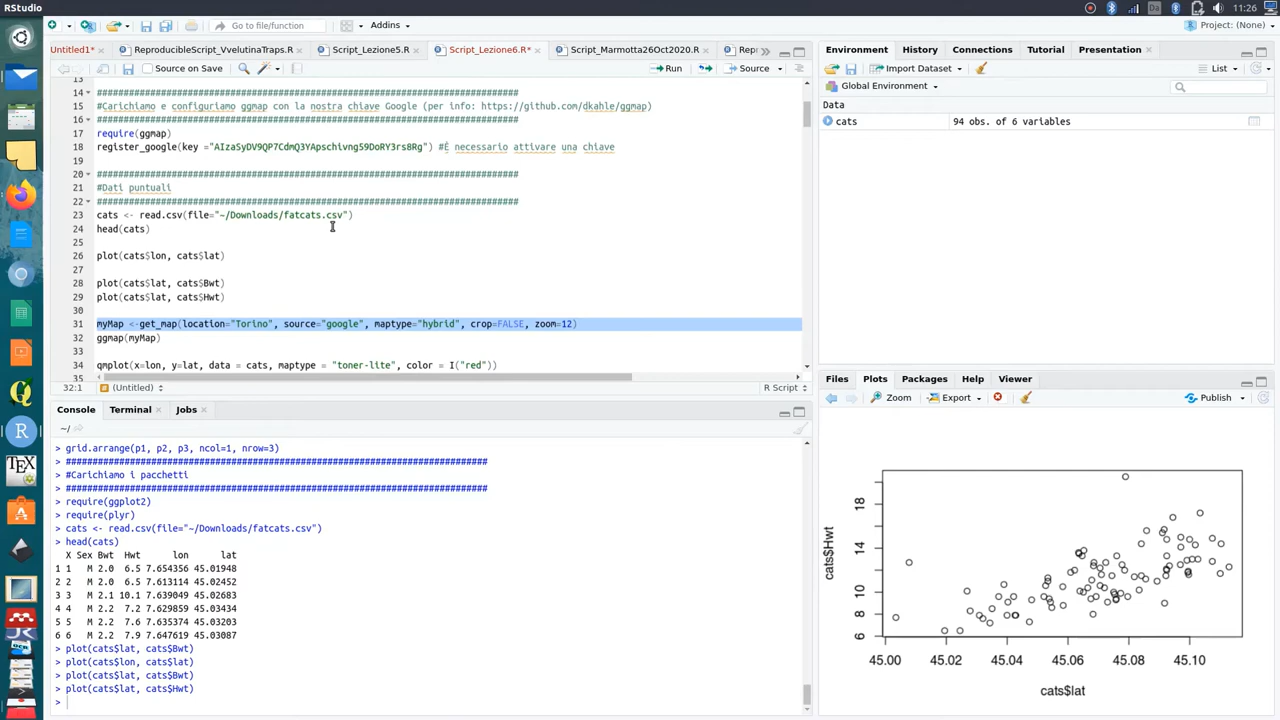 RStudio
11:26
Go to file/function
Addins
Project: (None)
Untitled1*
ReproducibleScript_VvelutinaTraps.R
Script_Lezione5.R
Script_Lezione6.R*
Script_Marmotta26Oct2020.R
Source on Save
Run
Source
13
14 ################################################################################
15 #Carichiamo e configuriamo ggmap con la nostra chiave Google (per info: https://github.com/dkahle/ggmap)
16 ################################################################################
17 require(ggmap)
18 register_google(key ="AIzaSyDV9QP7CdmQ3YApschivng59DoRY3rs8Rg") #È necessario attivare una chiave
19
20 ################################################################################
21 #Dati puntuali
22 ################################################################################
23 cats <- read.csv(file="~/Downloads/fatcats.csv")
24 head(cats)
25
26 plot(cats$lon, cats$lat)
27
28 plot(cats$lat, cats$Bwt)
29 plot(cats$lat, cats$Hwt)
30
31 myMap <-get_map(location="Torino", source="google", maptype="hybrid", crop=FALSE, zoom=12)
32 ggmap(myMap)
33
34 qmplot(x=lon, y=lat, data = cats, maptype = "toner-lite", color = I("red"))
35
32:1 (Untitled) R Script
Console Terminal Jobs
~/
> grid.arrange(p1, p2, p3, ncol=1, nrow=3)
> ################################################################################
> #Carichiamo i pacchetti
> ################################################################################
> require(ggplot2)
> require(plyr)
> cats <- read.csv(file="~/Downloads/fatcats.csv")
> head(cats)
X Sex Bwt Hwt lon lat
1 1 M 2.0 6.5 7.654356 45.01948
2 2 M 2.0 6.5 7.613114 45.02452
3 3 M 2.1 10.1 7.639049 45.02683
4 4 M 2.2 7.2 7.629859 45.03434
5 5 M 2.2 7.6 7.635374 45.03203
6 6 M 2.2 7.9 7.647619 45.03087
> plot(cats$lat, cats$Bwt)
> plot(cats$lon, cats$lat)
> plot(cats$lat, cats$Bwt)
> plot(cats$lat, cats$Hwt)
>
Environment History Connections Tutorial Presentation
Import Dataset List
Global Environment
Data
cats 94 obs. of 6 variables
Files Plots Packages Help Viewer
Zoom Export Publish
cats$Hwt
18
14
10
8
6
45.00 45.02 45.04 45.06 45.08 45.10
cats$lat